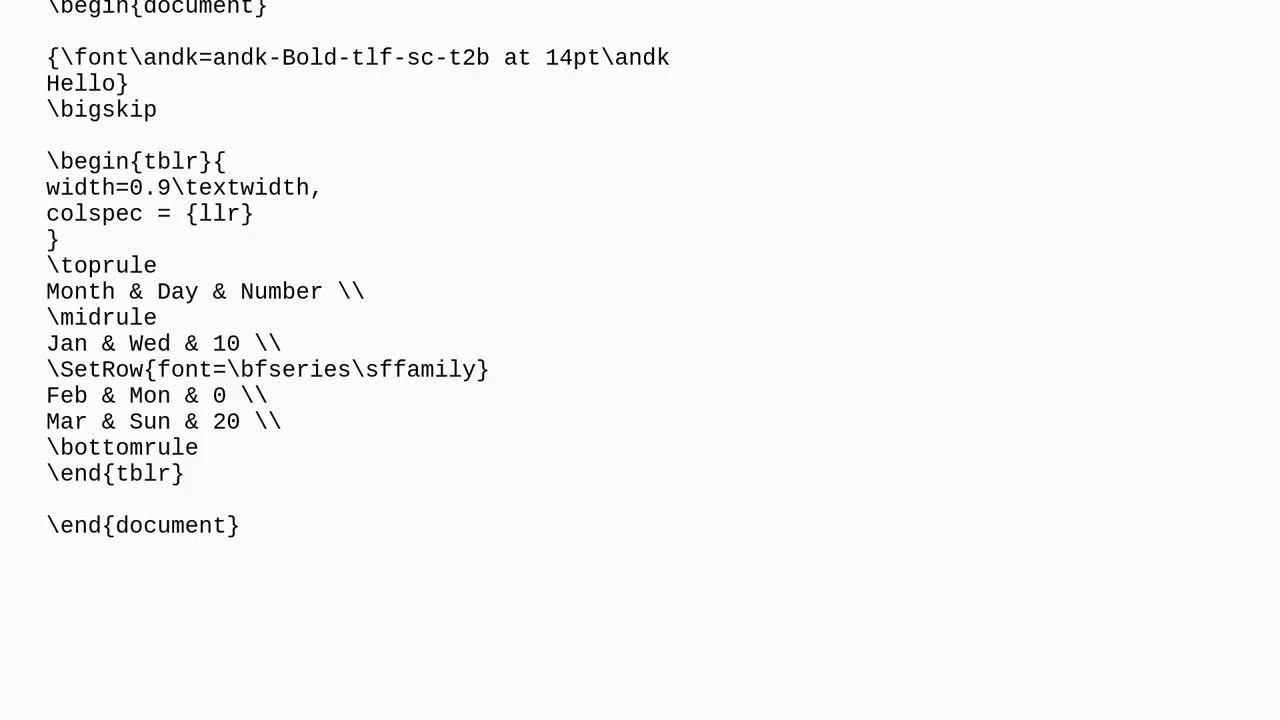 \begin{document}
{\font\andk=andk-Bold-tlf-sc-t2b at 14pt\andk
Hello}
\bigskip
\begin{tblr}{
width=0.9\textwidth,
colspec = {llr}
}
\toprule
Month & Day & Number \\
\midrule
Jan & Wed & 10 \\
\SetRow{font=\bfseries\sffamily}
Feb & Mon & 0 \\
Mar & Sun & 20 \\
\bottomrule
\end{tblr}
\end{document}